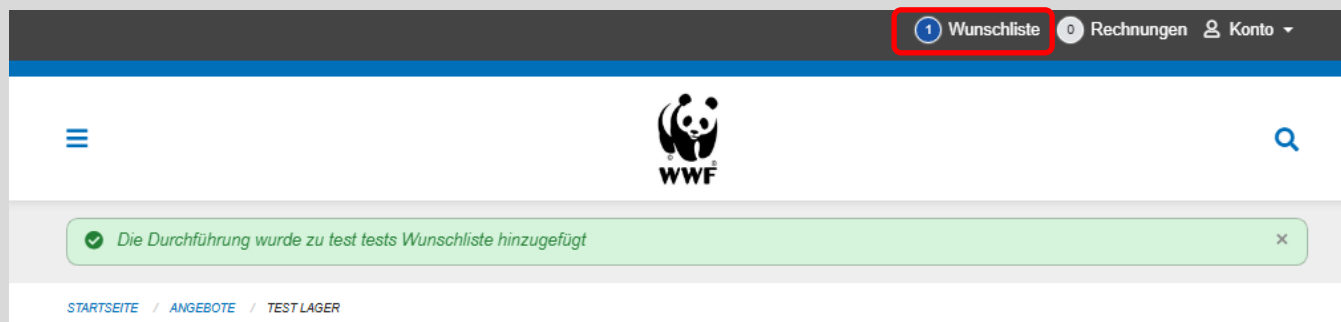 1 Wunschliste 0 Rechnungen Konto
WWF
Die Durchführung wurde zu test tests Wunschliste hinzugefügt ×
STARTSEITE / ANGEBOTE / TEST LAGER